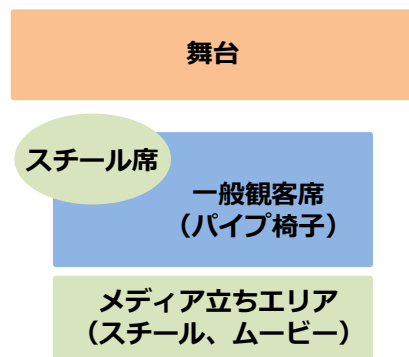 舞台
スチール席
一般観客席
（パイプ椅子）
メディア立ちエリア
（スチール、ムービー）